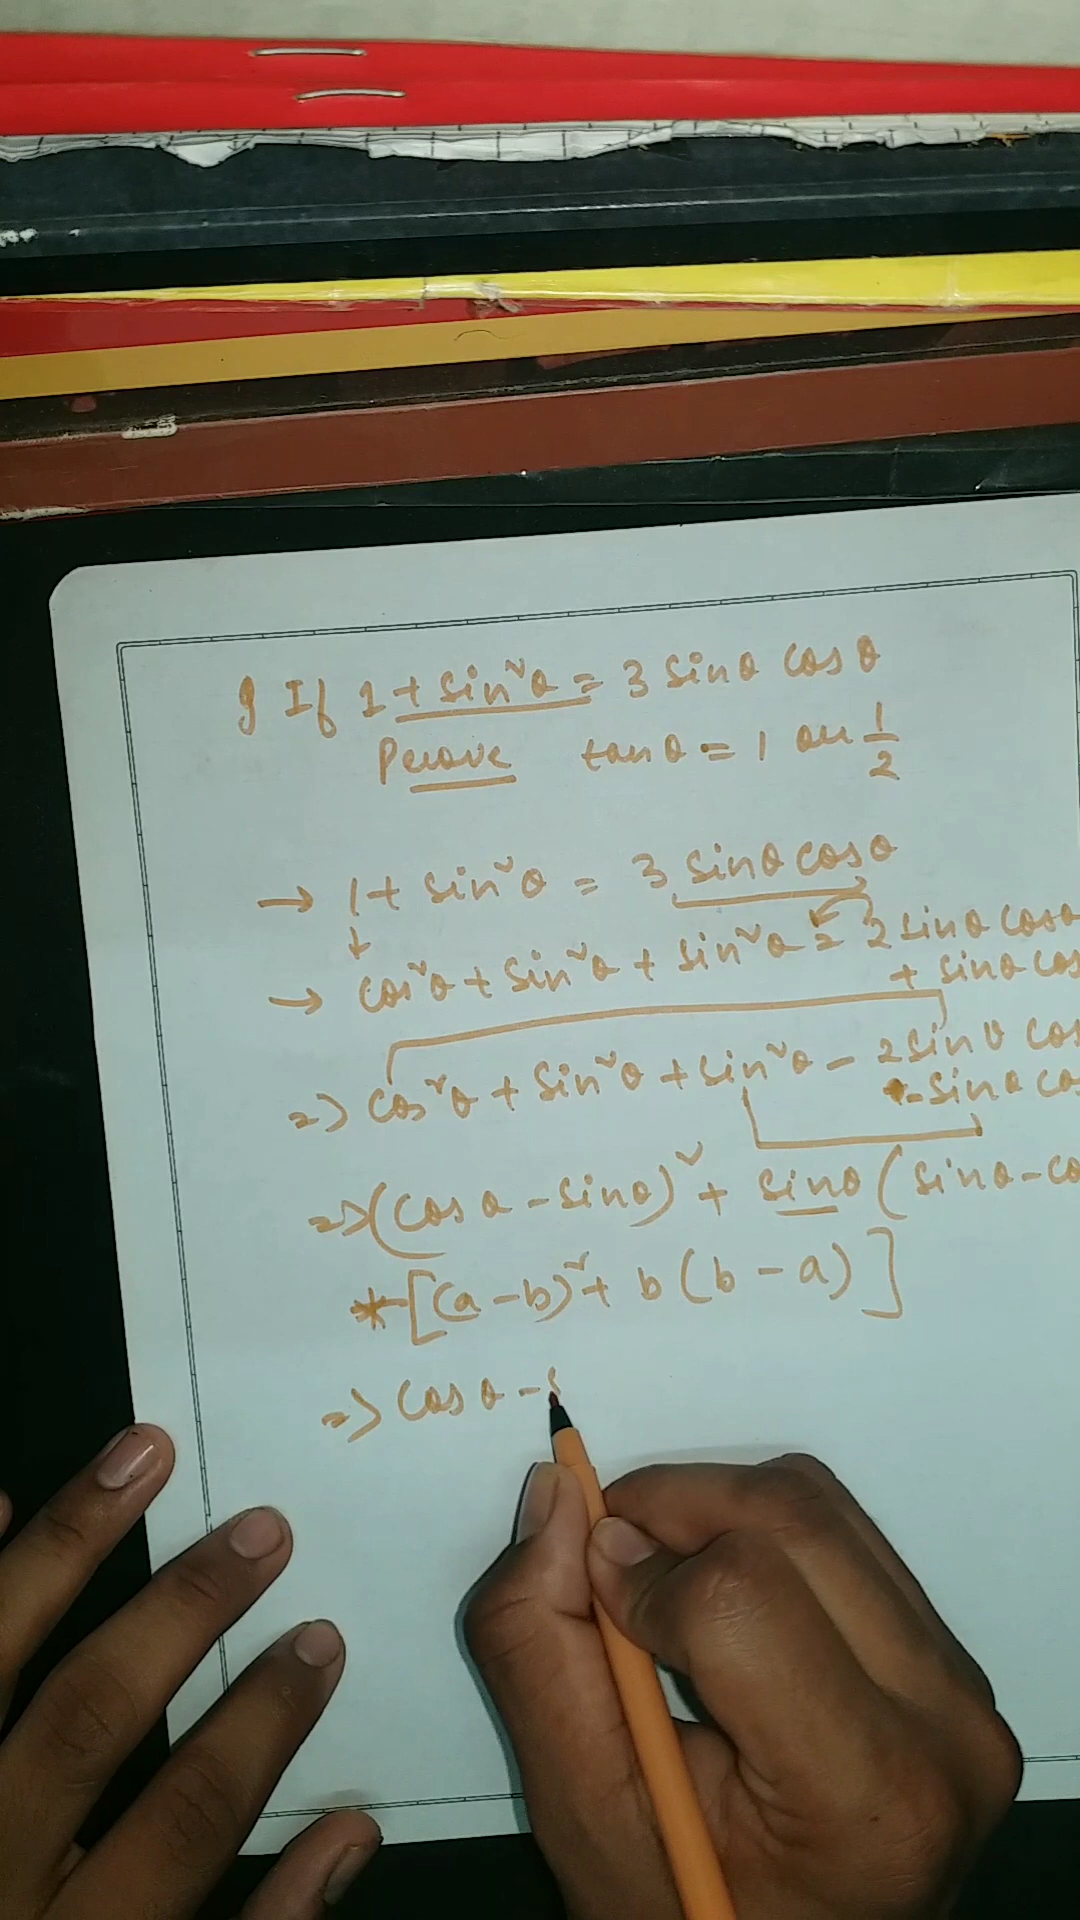 If 1 + sin²θ = 3 sinθ cosθ
Prove tanθ = 1 or 1/2
→ 1 + sin²θ = 3 sinθ cosθ
↓
→ cos²θ + sin²θ + sin²θ = 2 sinθ cosθ
+ sinθ cos
=> cos²θ + sin²θ + sin²θ - 2 sinθ cos
- sinθ cos
=> (cosθ - sinθ)² + sinθ (sinθ - co
* [(a - b)² + b (b - a)]
=> cosθ - s